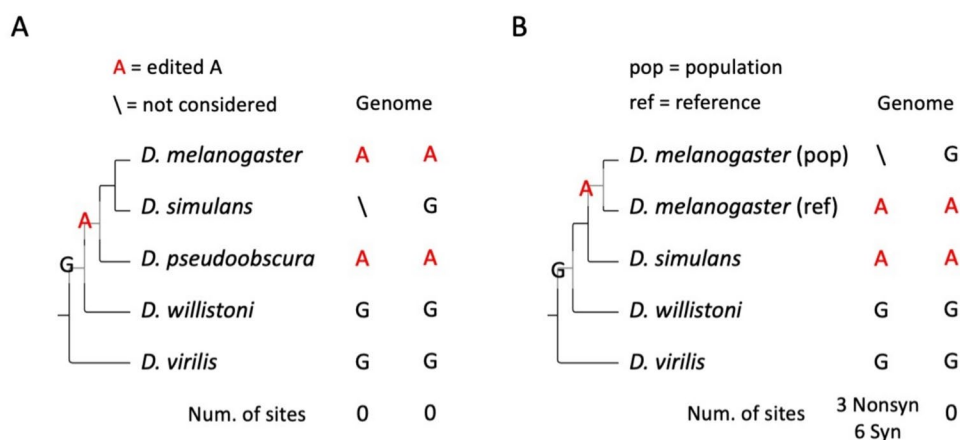 A
A = edited A
\ = not considered
Genome
D. melanogaster A A
D. simulans \ G
A
D. pseudoobscura A A
G
D. willistoni G G
D. virilis G G
Num. of sites 0 0
B
pop = population
ref = reference
Genome
D. melanogaster (pop) \ G
A
D. melanogaster (ref) A A
D. simulans A A
G
D. willistoni G G
D. virilis G G
Num. of sites 3 Nonsyn 0
6 Syn